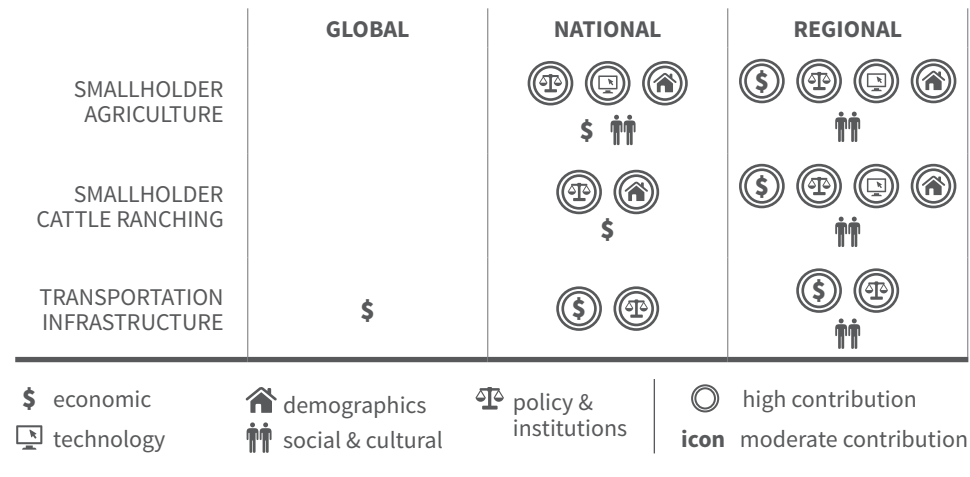 GLOBAL
NATIONAL
REGIONAL
SMALLHOLDER
AGRICULTURE
$
$
SMALLHOLDER
CATTLE RANCHING
$
$
TRANSPORTATION
INFRASTRUCTURE
$
$
$
$ economic
demographics
policy &
institutions
high contribution
technology
social & cultural
icon moderate contribution